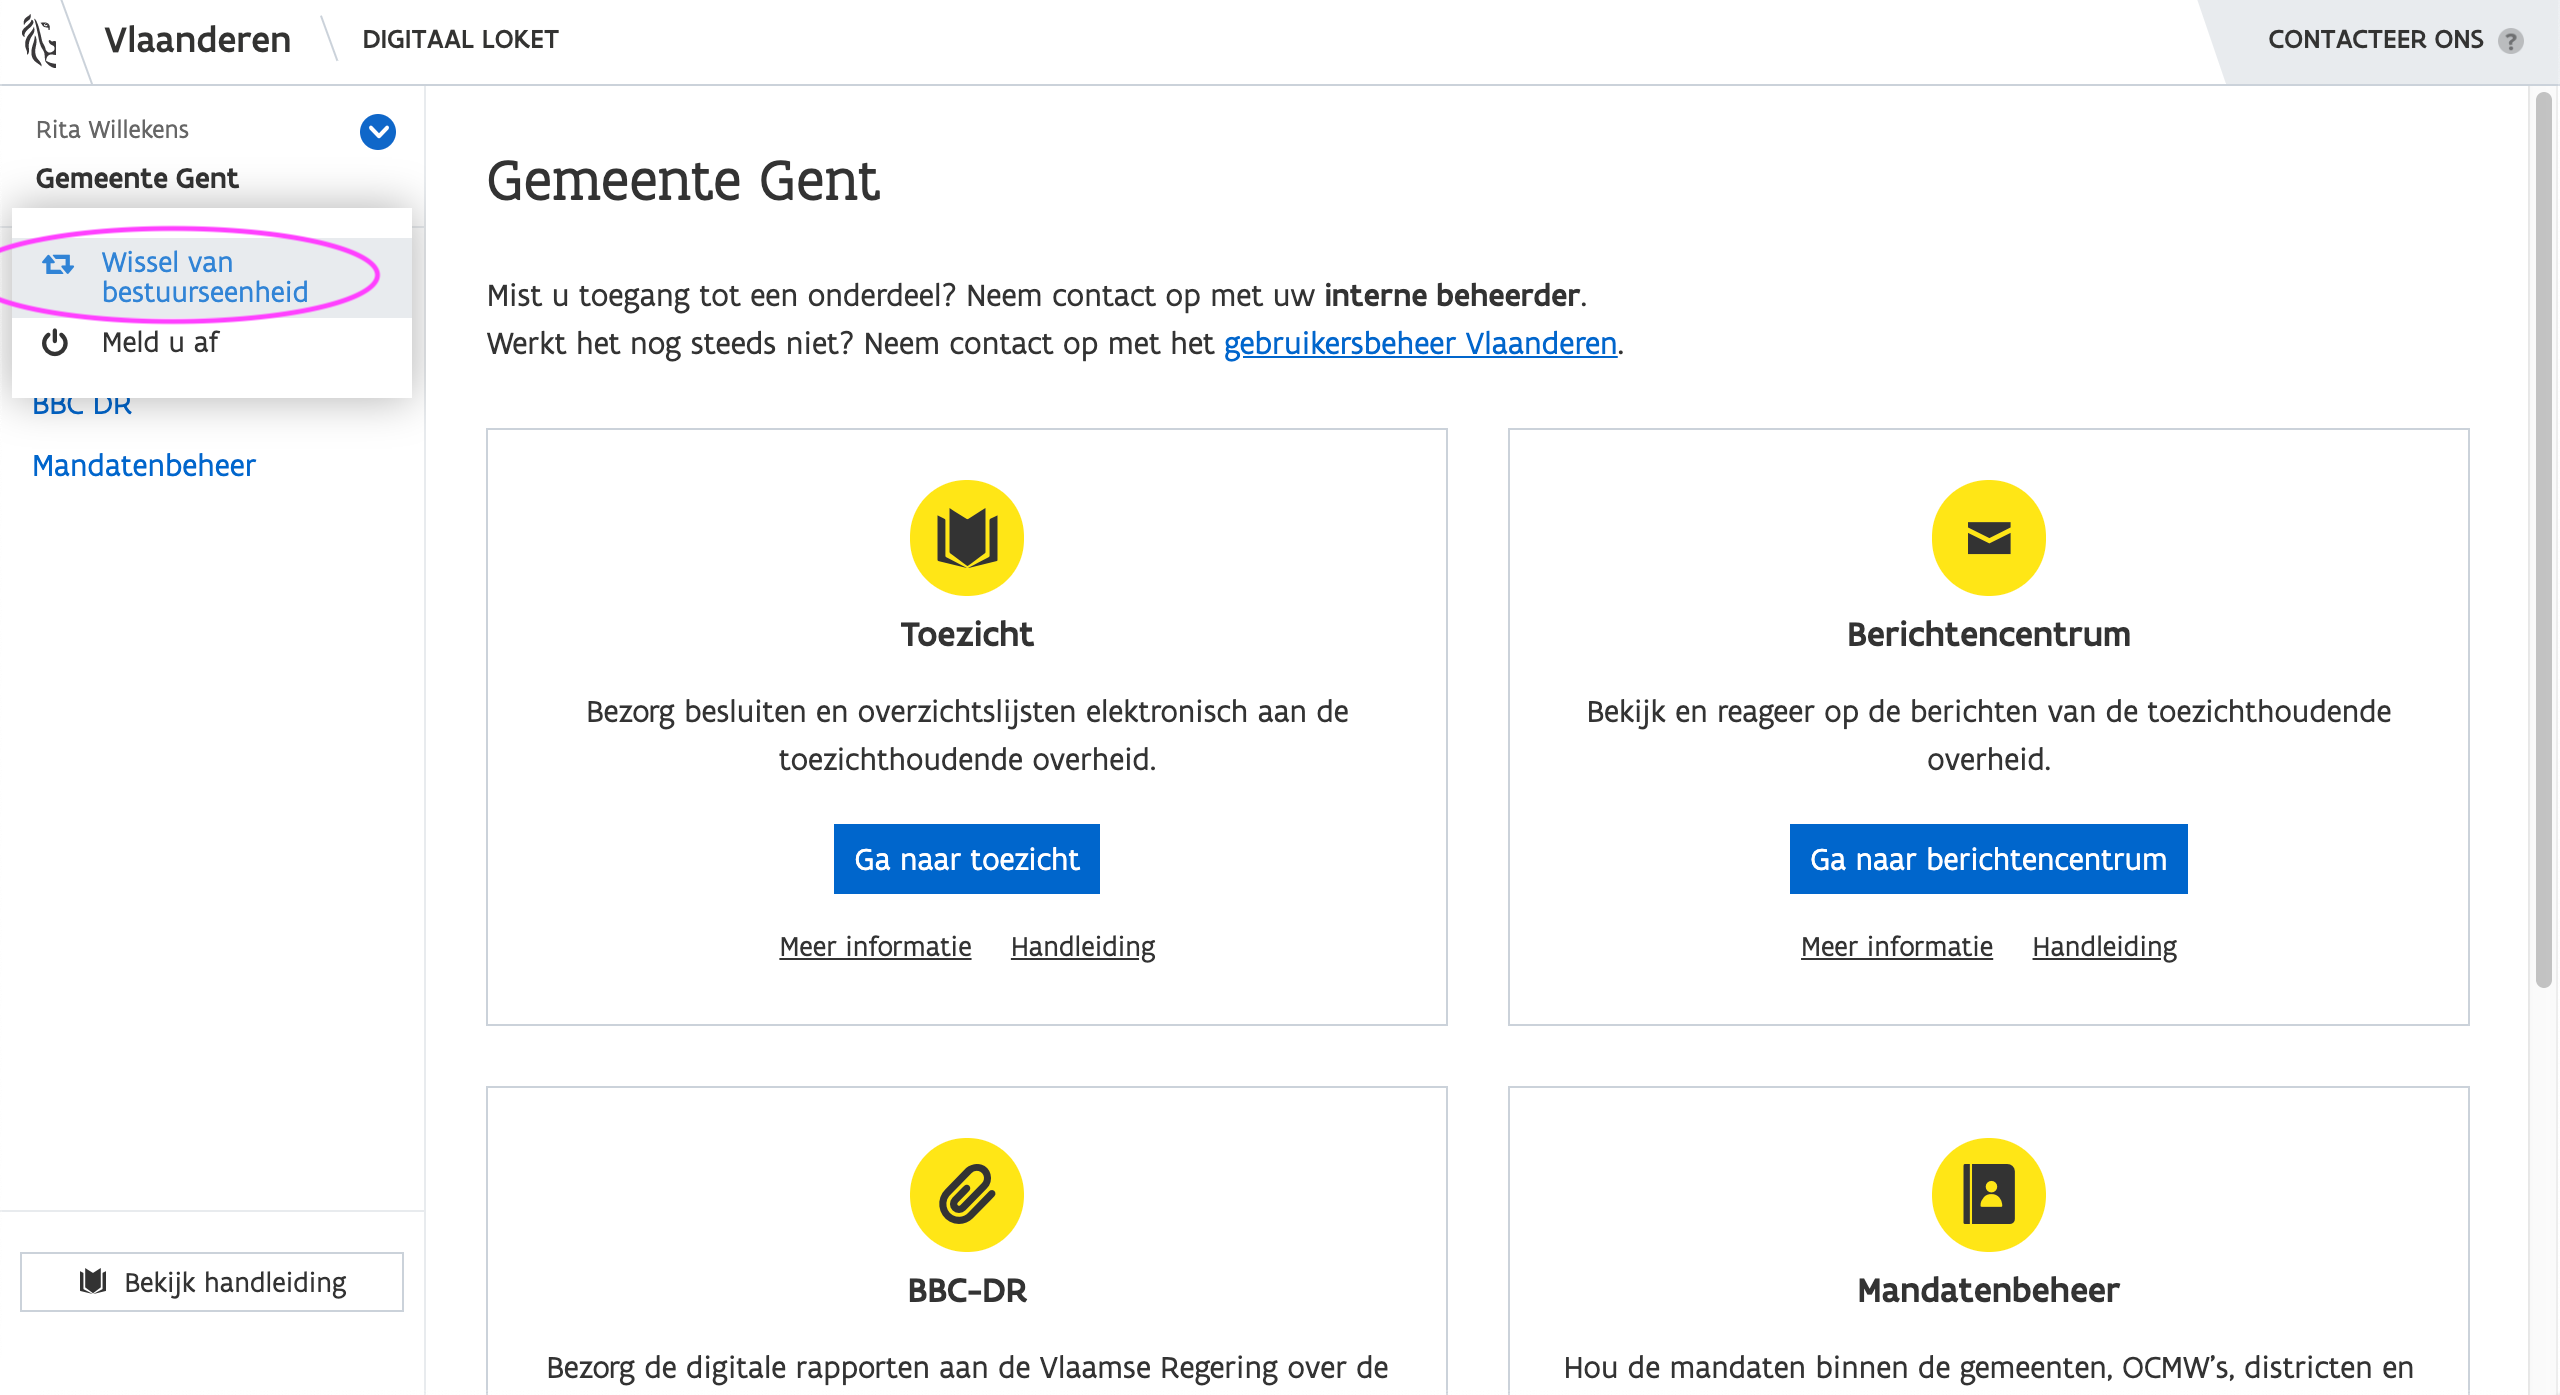 Vlaanderen
DIGITAAL LOKET
CONTACTEER ONS ?
Rita Willekens
Gemeente Gent
Wissel van
bestuurseenheid
Meld u af
BBC DR
Mandatenbeheer
Bekijk handleiding
Gemeente Gent
Mist u toegang tot een onderdeel? Neem contact op met uw interne beheerder.
Werkt het nog steeds niet? Neem contact op met het gebruikersbeheer Vlaanderen.
Toezicht
Bezorg besluiten en overzichtslijsten elektronisch aan de
toezichthoudende overheid.
Ga naar toezicht
Meer informatie Handleiding
Berichtencentrum
Bekijk en reageer op de berichten van de toezichthoudende
overheid.
Ga naar berichtencentrum
Meer informatie Handleiding
BBC-DR
Bezorg de digitale rapporten aan de Vlaamse Regering over de
Mandatenbeheer
Hou de mandaten binnen de gemeenten, OCMW's, districten en